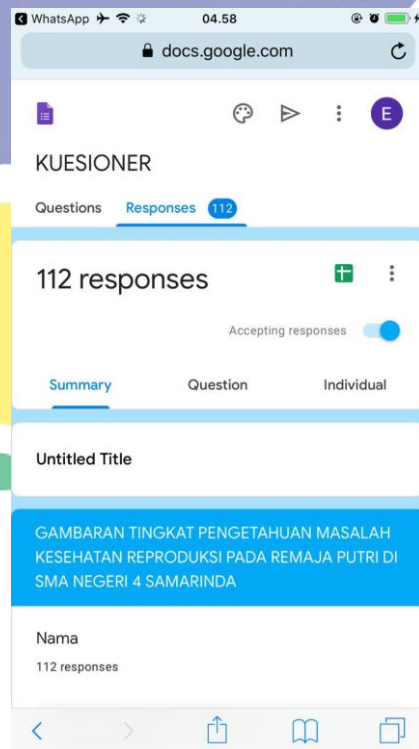 WhatsApp
04.58
docs.google.com
E
KUESIONER
Questions
Responses
112
112 responses
Accepting responses
Summary
Question
Individual
Untitled Title
GAMBARAN TINGKAT PENGETAHUAN MASALAH
KESEHATAN REPRODUKSI PADA REMAJA PUTRI DI
SMA NEGERI 4 SAMARINDA
Nama
112 responses